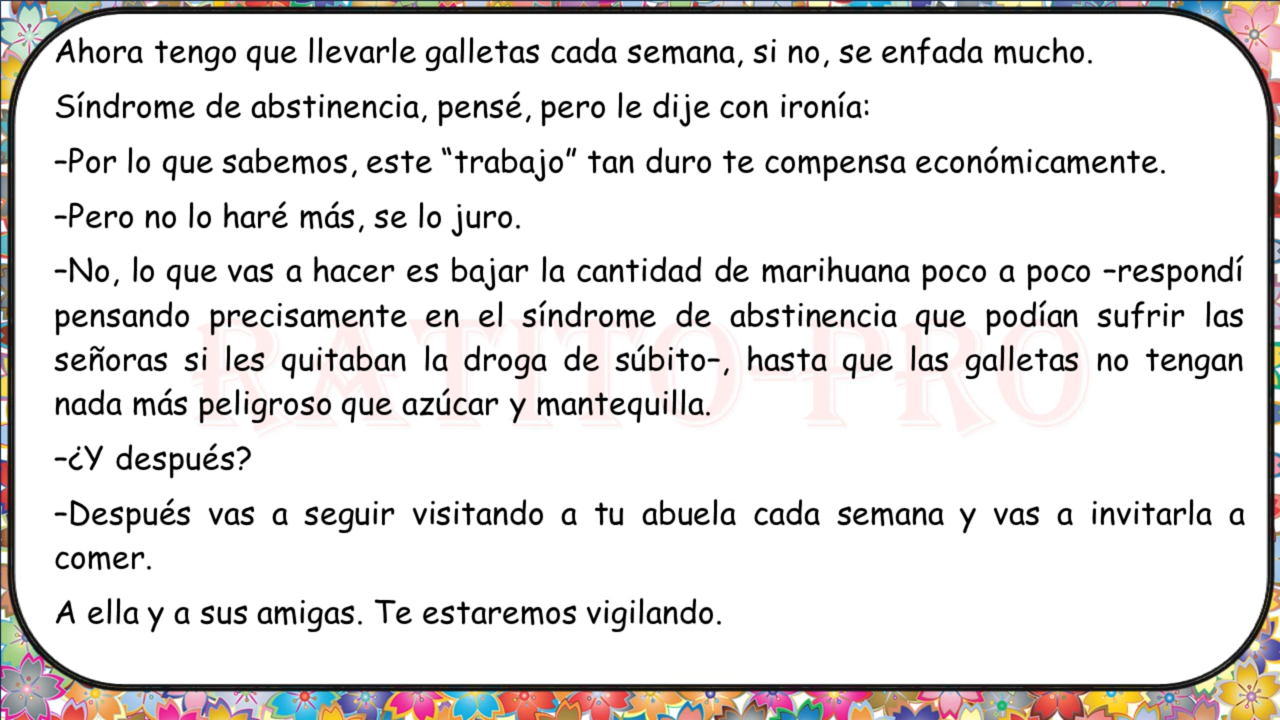 Ahora tengo que llevarle galletas cada semana, si no, se enfada mucho.
Síndrome de abstinencia, pensé, pero le dije con ironía:
–Por lo que sabemos, este “trabajo” tan duro te compensa económicamente.
–Pero no lo haré más, se lo juro.
–No, lo que vas a hacer es bajar la cantidad de marihuana poco a poco –respondí
pensando precisamente en el síndrome de abstinencia que podían sufrir las
señoras si les quitaban la droga de súbito–, hasta que las galletas no tengan
nada más peligroso que azúcar y mantequilla.
–¿Y después?
–Después vas a seguir visitando a tu abuela cada semana y vas a invitarla a
comer.
A ella y a sus amigas. Te estaremos vigilando.
RATITO-PRO